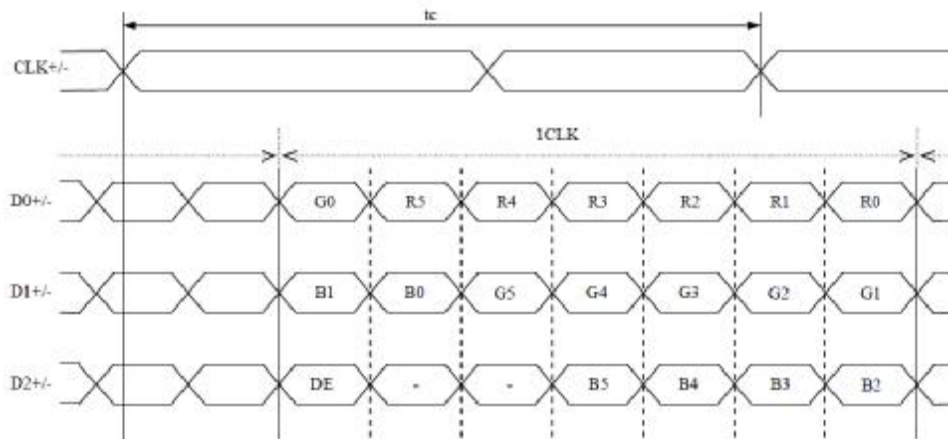 tc
CLK+/-
1CLK
D0+/- G0 R5 R4 R3 R2 R1 R0
D1+/- B1 B0 G5 G4 G3 G2 G1
D2+/- DE - - B5 B4 B3 B2